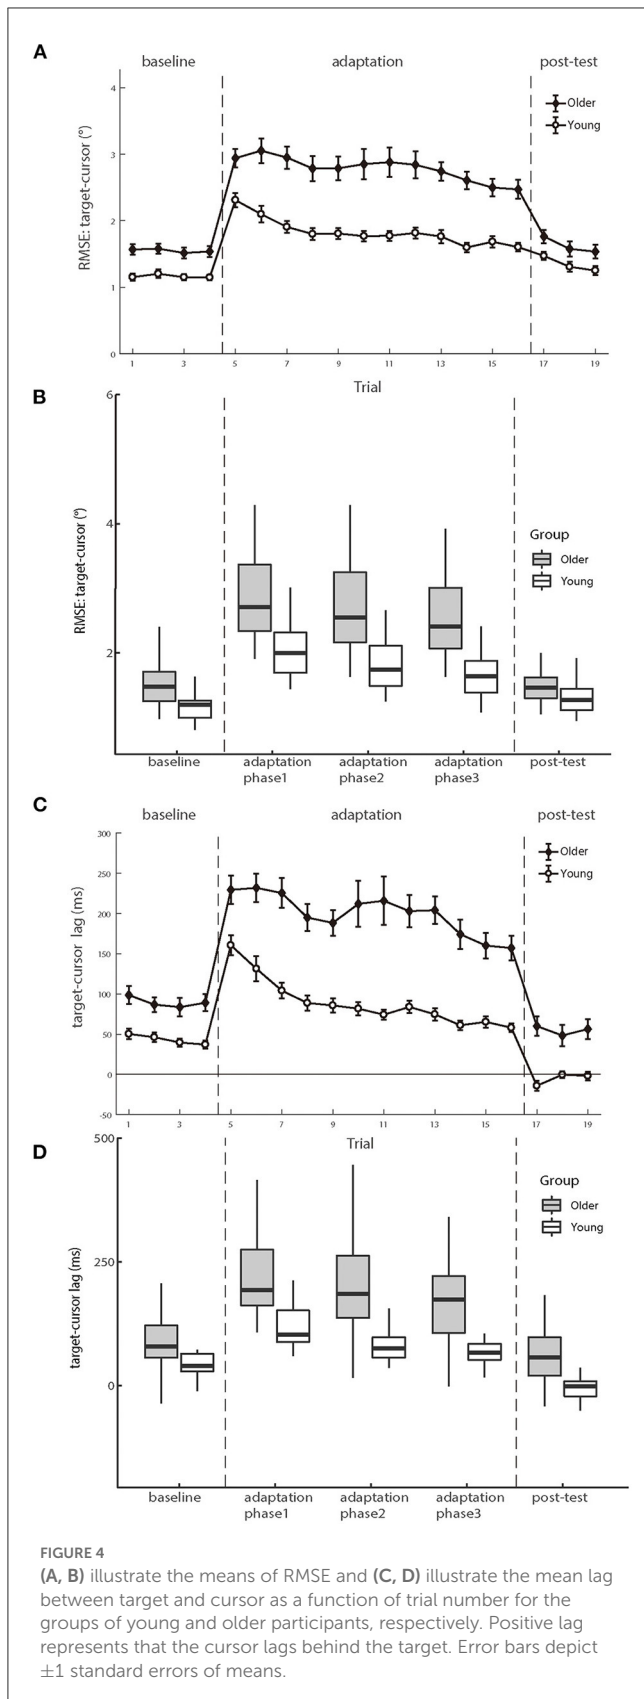 A
baseline
adaptation
post-test
4
3
2
1
0
RMSE: target-cursor (°)
Older
Young
1 3 5 7 9 11 13 15 17 19
Trial
B
6
4
2
RMSE: target-cursor (°)
Group
Older
Young
baseline
adaptation phase1
adaptation phase2
adaptation phase3
post-test
C
baseline
adaptation
post-test
300
250
200
150
100
50
0
-50
target-cursor lag (ms)
Older
Young
1 3 5 7 9 11 13 15 17 19
Trial
D
500
250
0
target-cursor lag (ms)
Group
Older
Young
baseline
adaptation phase1
adaptation phase2
adaptation phase3
post-test
FIGURE 4
(A, B) illustrate the means of RMSE and (C, D) illustrate the mean lag
between target and cursor as a function of trial number for the
groups of young and older participants, respectively. Positive lag
represents that the cursor lags behind the target. Error bars depict
±1 standard errors of means.